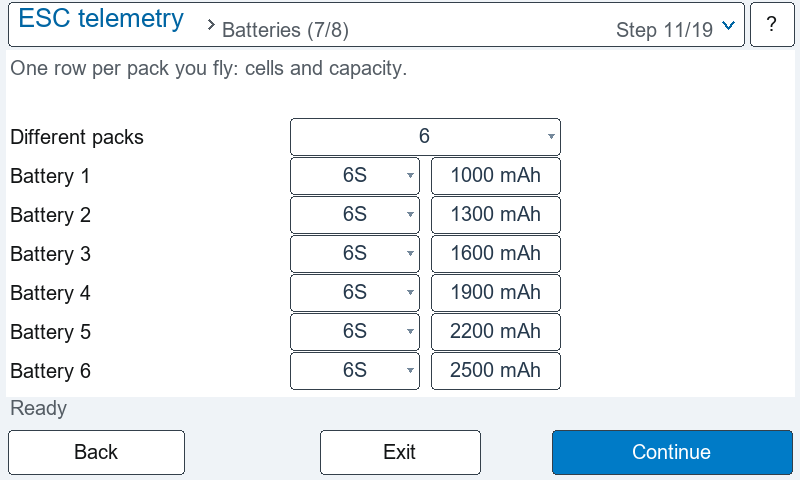 ESC telemetry > Batteries (7/8) Step 11/19 ?
One row per pack you fly: cells and capacity.
Different packs 6
Battery 1 6S 1000 mAh
Battery 2 6S 1300 mAh
Battery 3 6S 1600 mAh
Battery 4 6S 1900 mAh
Battery 5 6S 2200 mAh
Battery 6 6S 2500 mAh
Ready
Back Exit Continue